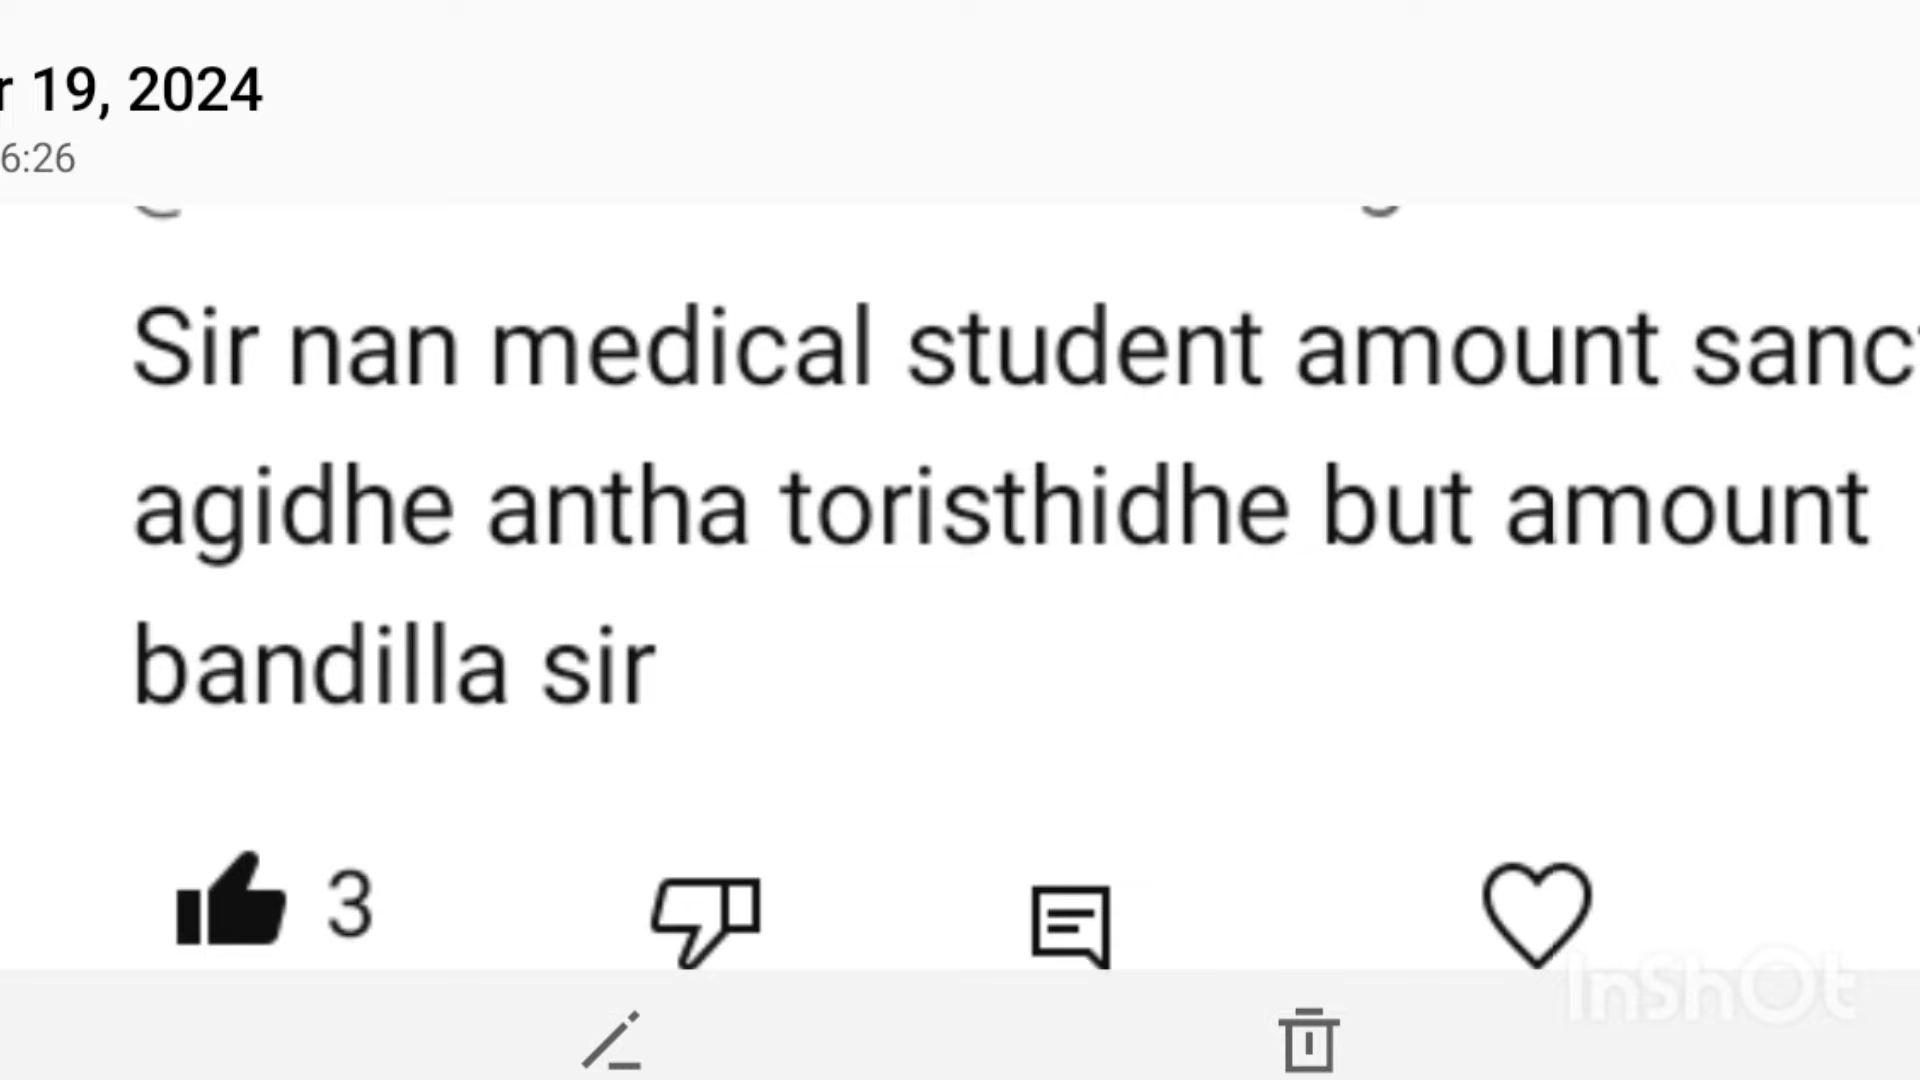 r 19, 2024
6:26
Sir nan medical student amount sanc
agidhe antha toristhidhe but amount
bandilla sir
3
InShOt